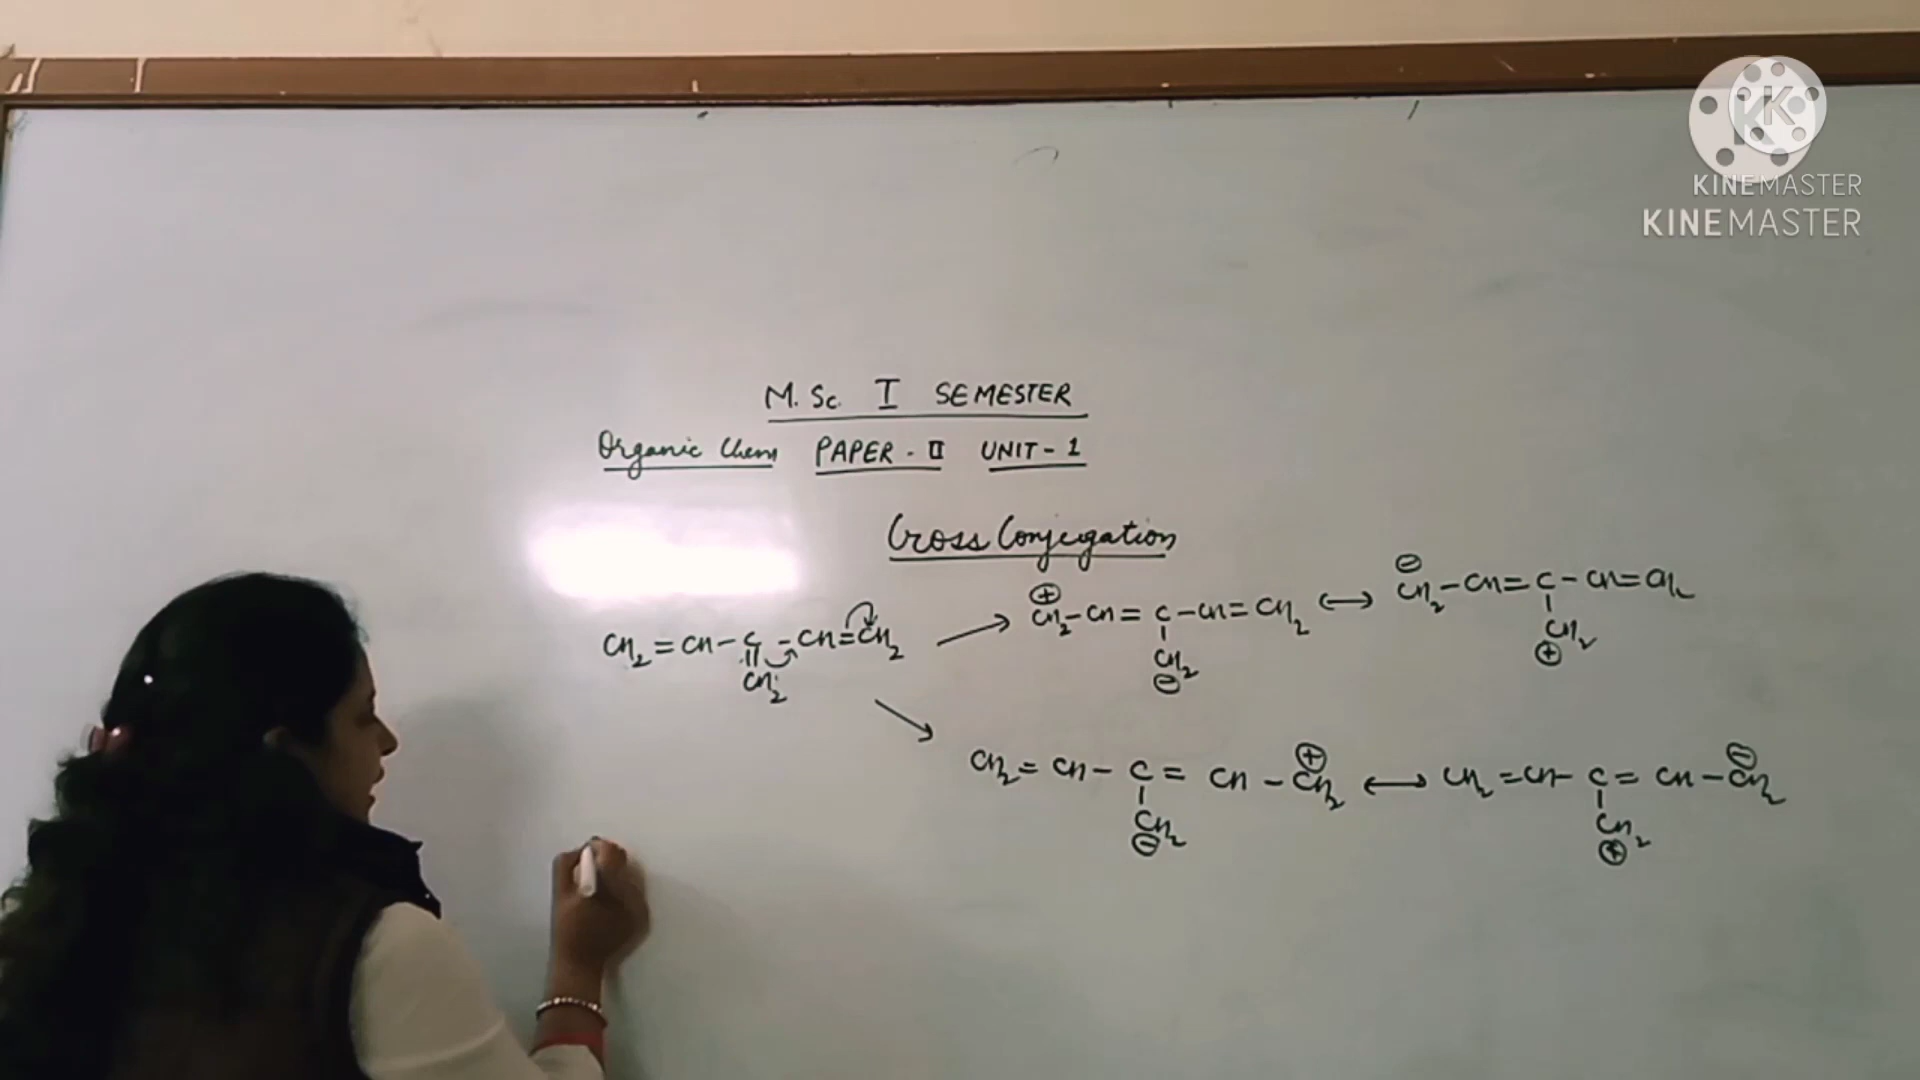 KINEMASTER
KINEMASTER
M. Sc. I SEMESTER
Organic Chem PAPER - II UNIT - 1
Cross Conjugation
CH2 = CH - C - CH = CH2
||
CH2
⊕
CH2 - CH = C - CH = CH2 ↔
|
CH2
⊖
⊖
CH2 - CH = C - CH = CH2
|
CH2
⊕
⊕
CH2 = CH - C = CH - CH2 ↔
|
CH2
⊖
⊖
CH2 = CH - C = CH - CH2
|
CH2
⊕